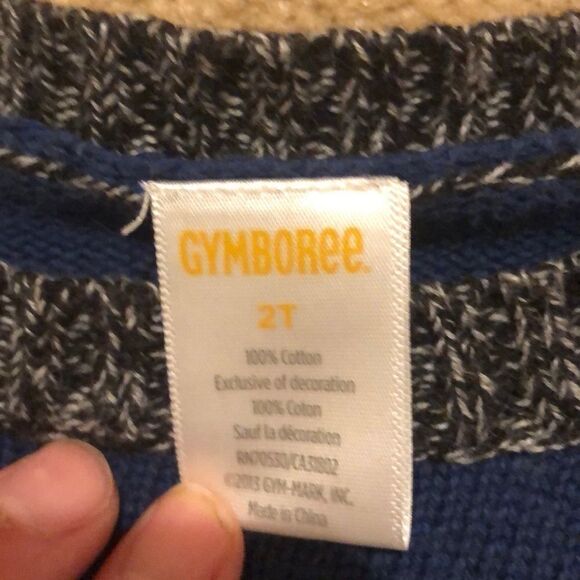 GYMBOREE.
2T
100% Cotton
Exclusive of decoration
100% Coton
Sauf la décoration
RN70530/CA31802
©2013 GYM-MARK, INC.
Made in China